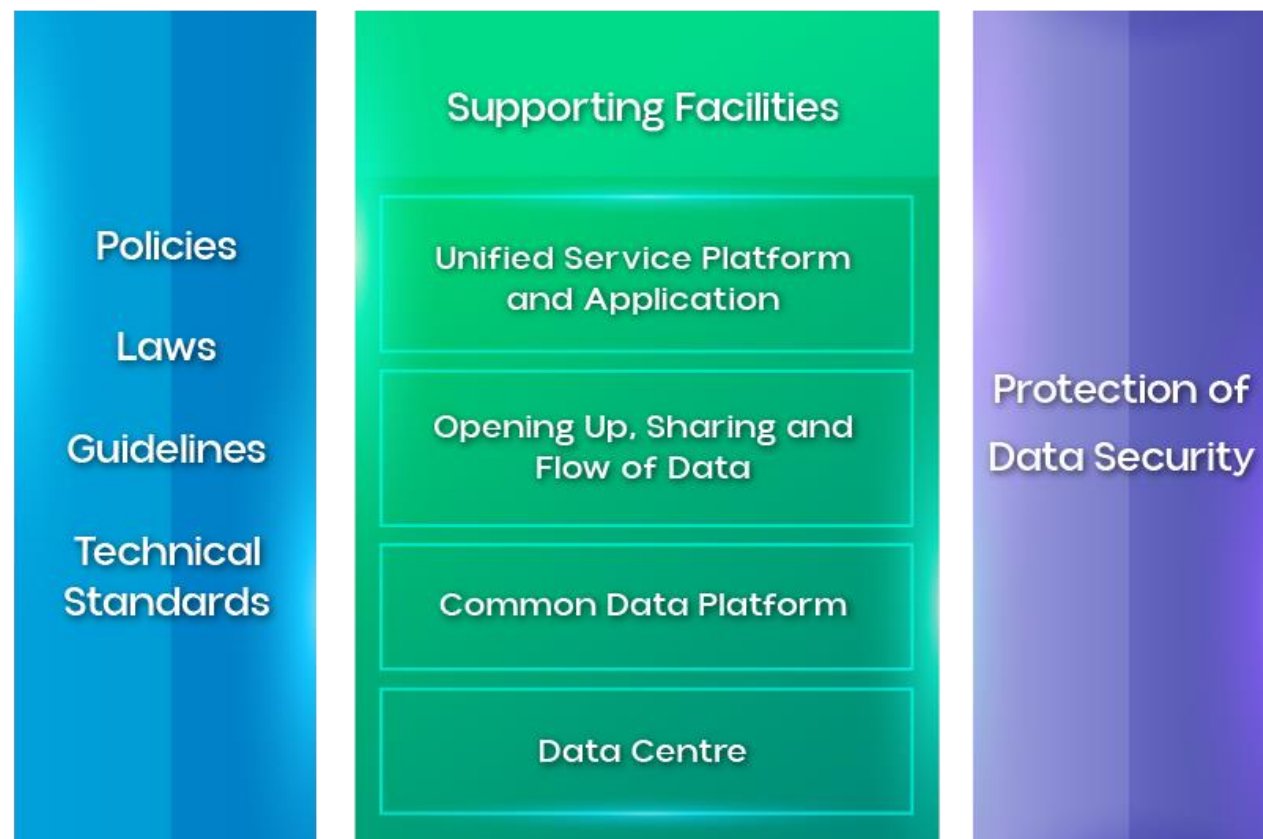 Policies
Laws
Guidelines
Technical
Standards
Supporting Facilities
Unified Service Platform
and Application
Opening Up, Sharing and
Flow of Data
Common Data Platform
Data Centre
Protection of
Data Security